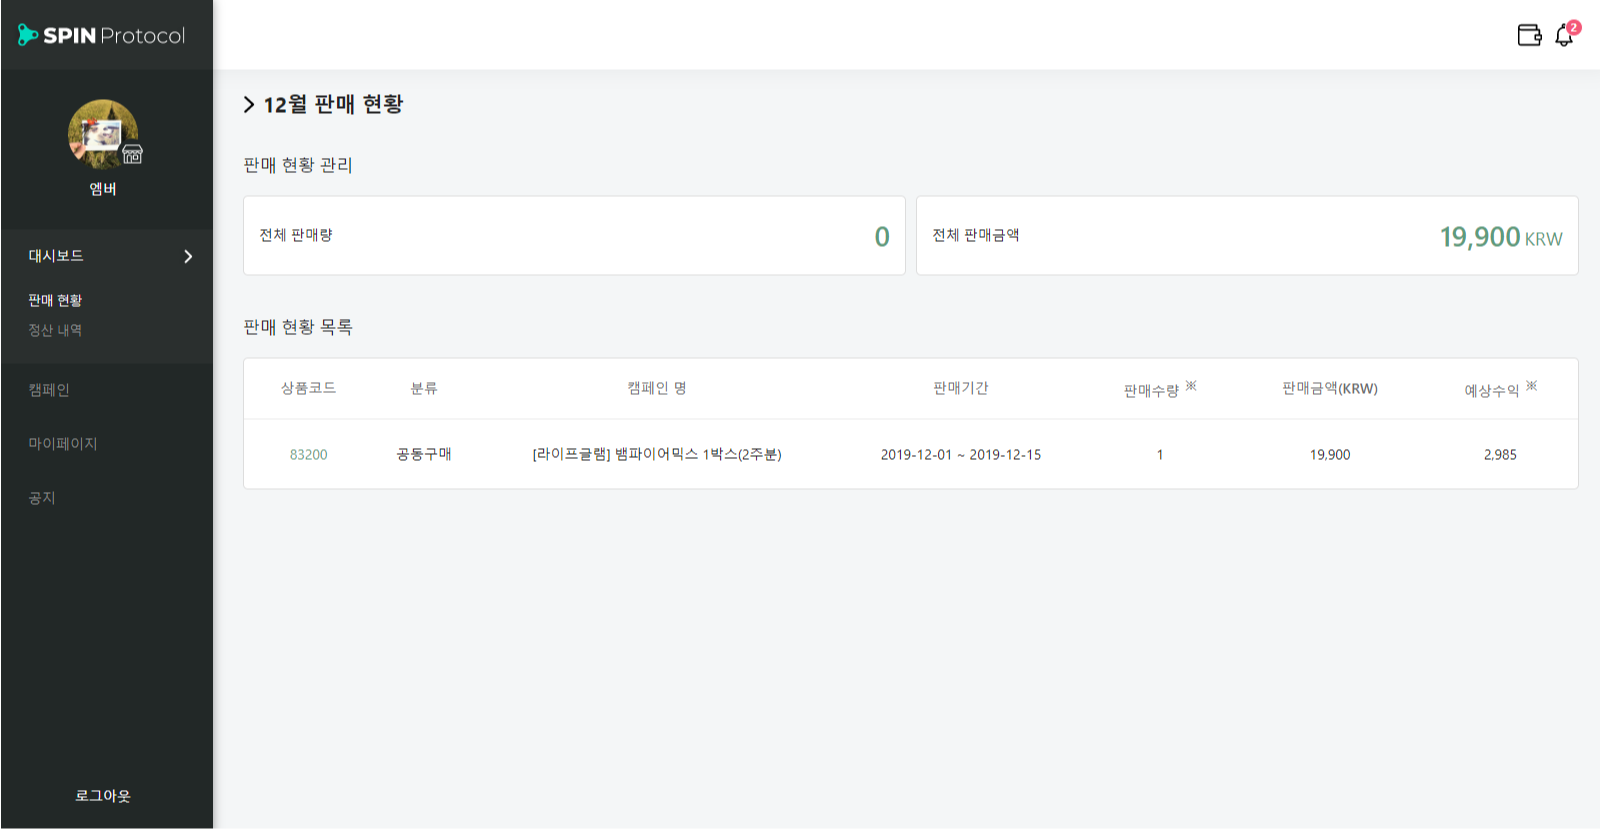 SPIN Protocol
2
엠버
대시보드
판매 현황
정산 내역
캠페인
마이페이지
공지
로그아웃
12월 판매 현황
판매 현황 관리
전체 판매량 0
전체 판매금액 19,900 KRW
판매 현황 목록
상품코드 분류 캠페인 명 판매기간 판매수량 ※ 판매금액(KRW) 예상수익 ※
83200 공동구매 [라이프글램] 뱀파이어믹스 1박스(2주분) 2019-12-01 ~ 2019-12-15 1 19,900 2,985